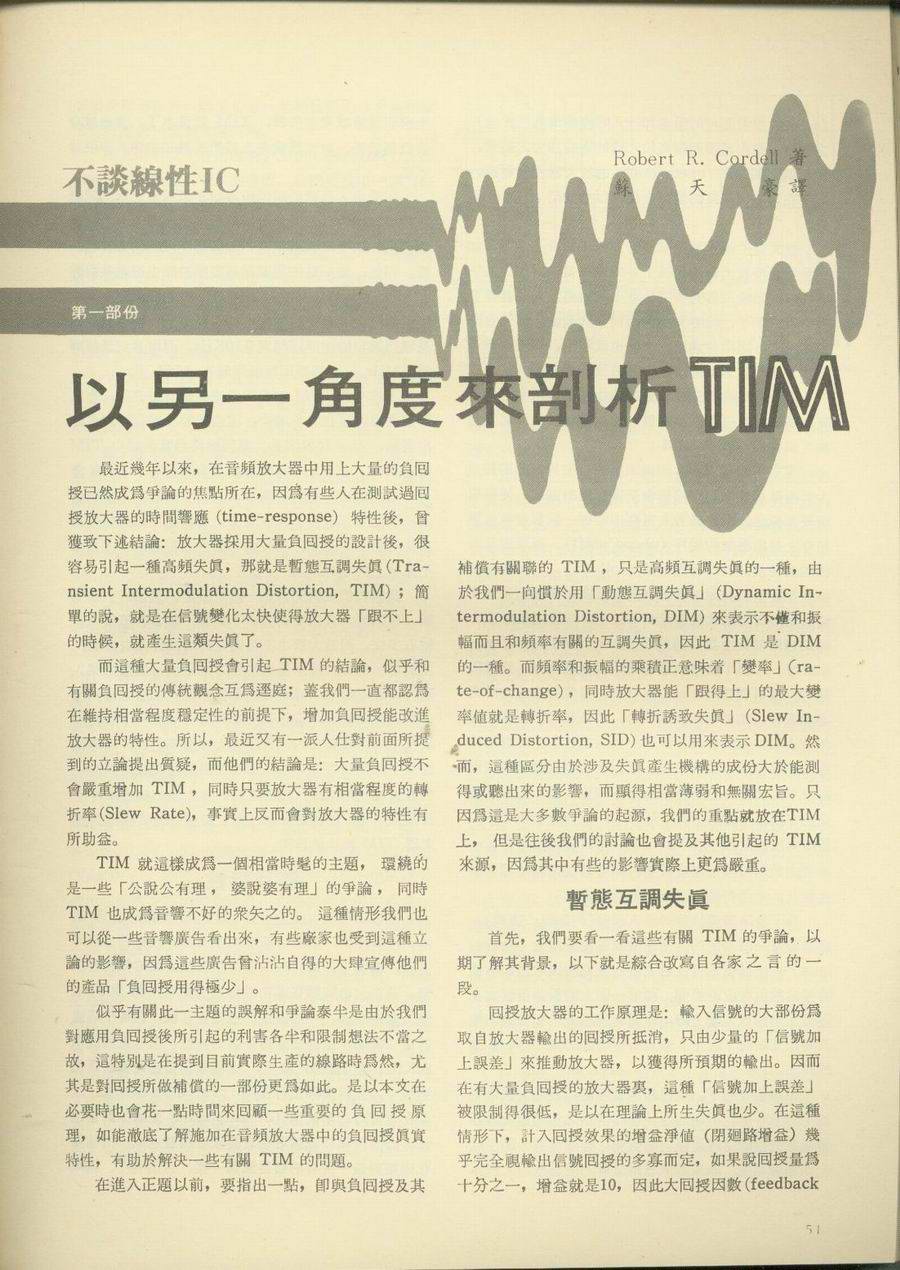 Robert R. Cordell 著
蘇天豪譯
不談線性IC
第一部份
以另一角度來剖析TIM
最近幾年以來，在音頻放大器中用上大量的負囘
授已然成爲爭論的焦點所在，因爲有些人在測試過囘
授放大器的時間響應 (time-response) 特性後，曾
獲致下述結論：放大器採用大量負囘授的設計後，很
容易引起一種高頻失眞，那就是暫態互調失眞(Tra-
nsient Intermodulation Distortion, TIM)；簡
單的說，就是在信號變化太快使得放大器「跟不上」
的時候，就產生這類失眞了。
而這種大量負囘授會引起 TIM 的結論，似乎和
有關負囘授的傳統觀念互爲逕庭；蓋我們一直都認爲
在維持相當程度穩定性的前提下，增加負囘授能改進
放大器的特性。所以，最近又有一派人仕對前面所提
到的立論提出質疑，而他們的結論是：大量負囘授不
會嚴重增加 TIM，同時只要放大器有相當程度的轉
折率(Slew Rate)，事實上反而會對放大器的特性有
所助益。
TIM 就這樣成爲一個相當時髦的主題，環繞的
是一些「公說公有理，婆說婆有理」的爭論，同時
TIM 也成爲音響不好的衆矢之的。這種情形我們也
可以從一些音響廣告看出來，有些廠家也受到這種立
論的影響，因爲這些廣告曾沾沾自得的大肆宣傳他們
的產品「負囘授用得極少」。
似乎有關此一主題的誤解和爭論泰半是由於我們
對應用負囘授後所引起的利害各半和限制想法不當之
故，這特別是在提到目前實際生產的線路時爲然，尤
其是對囘授所做補償的一部份更爲如此。是以本文在
必要時也會花一點時間來囘顧一些重要的負囘授原
理，如能澈底了解施加在音頻放大器中的負囘授眞實
特性，有助於解決一些有關 TIM 的問題。
在進入正題以前，要指出一點，卽與負囘授及其
補償有關聯的 TIM，只是高頻互調失眞的一種，由
於我們一向慣於用「動態互調失眞」(Dynamic In-
termodulation Distortion, DIM) 來表示不僅和振
幅而且和頻率有關的互調失眞，因此 TIM 是 DIM
的一種。而頻率和振幅的乘積正意味着「變率」(ra-
te-of-change)，同時放大器能「跟得上」的最大變
率值就是轉折率，因此「轉折誘致失眞」(Slew In-
duced Distortion, SID) 也可以用來表示 DIM。然
而，這種區分由於涉及失眞產生機構的成份大於能測
得或聽出來的影響，而顯得相當薄弱和無關宏旨。只
因爲這是大多數爭論的起源，我們的重點就放在TIM
上，但是往後我們的討論也會提及其他引起的 TIM
來源，因爲其中有些的影響實際上更爲嚴重。
暫態互調失眞
首先，我們要看一看這些有關 TIM 的爭論，以
期了解其背景，以下就是綜合改寫自各家之言的一
段。
囘授放大器的工作原理是：輸入信號的大部份爲
取自放大器輸出的囘授所抵消，只由少量的「信號加
上誤差」來推動放大器，以獲得所預期的輸出。因而
在有大量負囘授的放大器裏，這種「信號加上誤差」
被限制得很低，是以在理論上所生失眞也少。在這種
情形下，計入囘授效果的增益淨值（閉廻路增益）幾
乎完全視輸出信號囘授的多寡而定，如果說囘授量爲
十分之一，增益就是10，因此大囘授因數(feedback
51